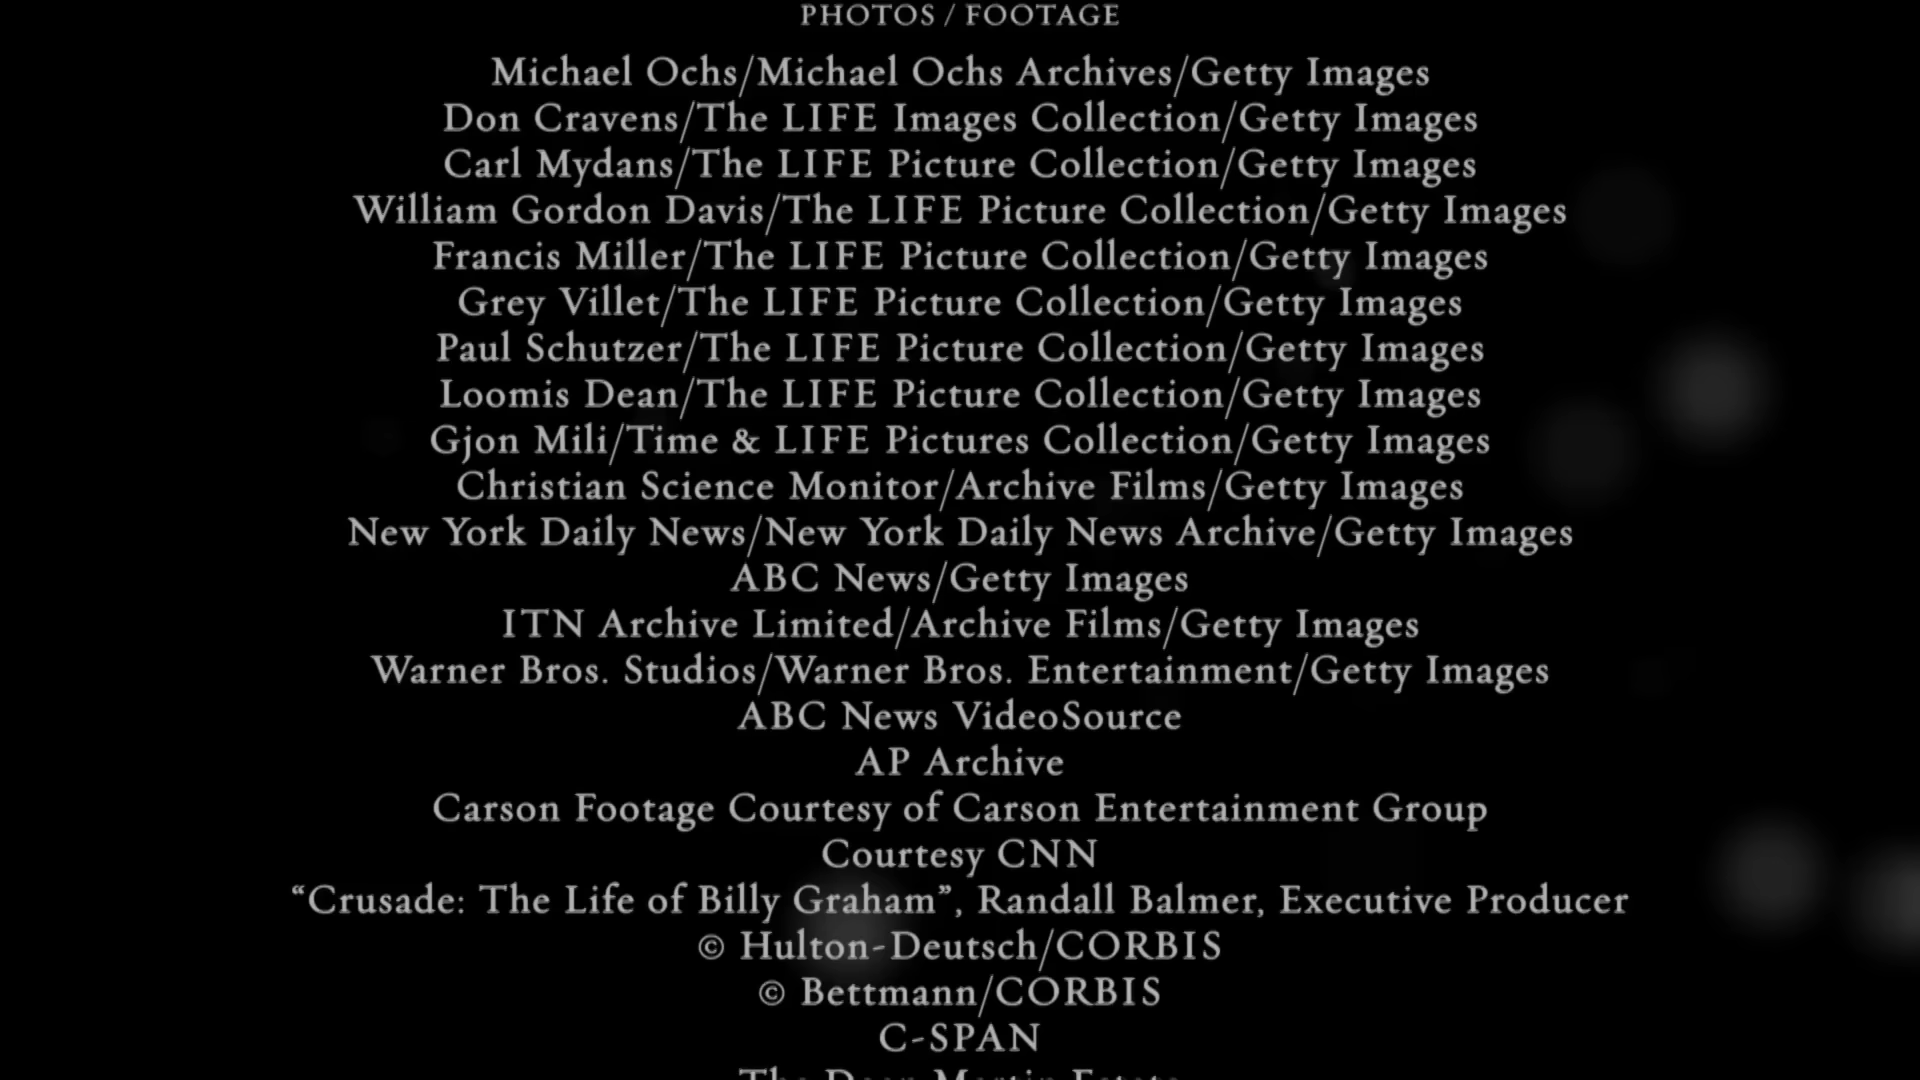 PHOTOS / FOOTAGE
Michael Ochs/Michael Ochs Archives/Getty Images
Don Cravens/The LIFE Images Collection/Getty Images
Carl Mydans/The LIFE Picture Collection/Getty Images
William Gordon Davis/The LIFE Picture Collection/Getty Images
Francis Miller/The LIFE Picture Collection/Getty Images
Grey Villet/The LIFE Picture Collection/Getty Images
Paul Schutzer/The LIFE Picture Collection/Getty Images
Loomis Dean/The LIFE Picture Collection/Getty Images
Gjon Mili/Time & LIFE Pictures Collection/Getty Images
Christian Science Monitor/Archive Films/Getty Images
New York Daily News/New York Daily News Archive/Getty Images
ABC News/Getty Images
ITN Archive Limited/Archive Films/Getty Images
Warner Bros. Studios/Warner Bros. Entertainment/Getty Images
ABC News VideoSource
AP Archive
Carson Footage Courtesy of Carson Entertainment Group
Courtesy CNN
“Crusade: The Life of Billy Graham”, Randall Balmer, Executive Producer
© Hulton-Deutsch/CORBIS
© Bettmann/CORBIS
C-SPAN
The Dean Martin Estate